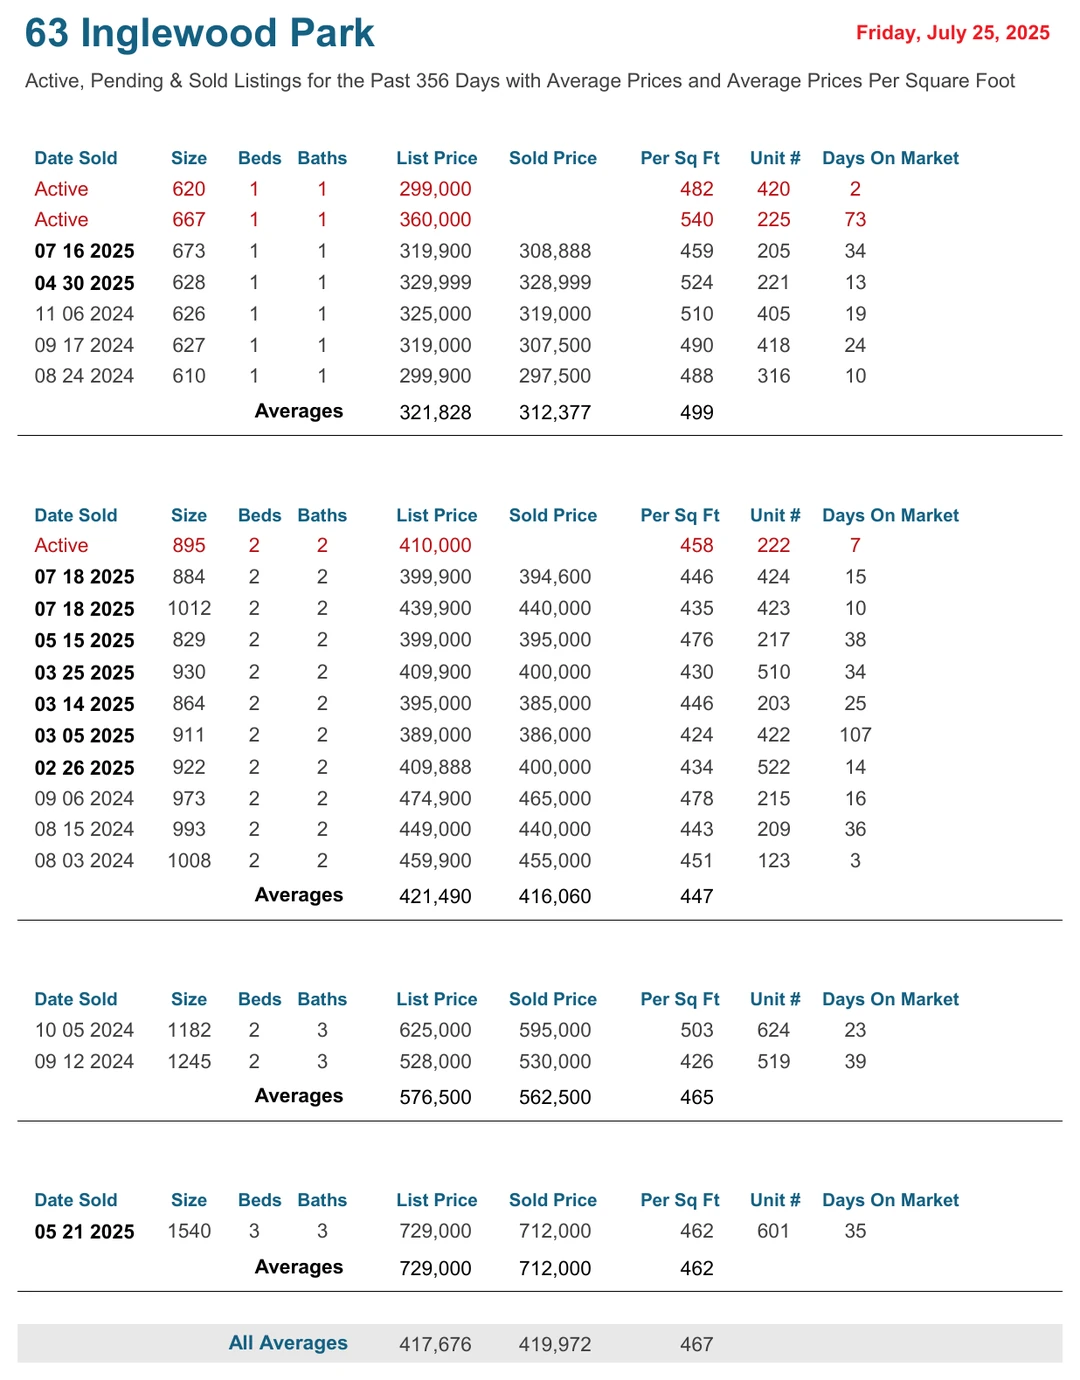 63 Inglewood Park
Friday, July 25, 2025
Active, Pending & Sold Listings for the Past 356 Days with Average Prices and Average Prices Per Square Foot
Date Sold Size Beds Baths List Price Sold Price Per Sq Ft Unit # Days On Market
Active 620 1 1 299,000 482 420 2
Active 667 1 1 360,000 540 225 73
07 16 2025 673 1 1 319,900 308,888 459 205 34
04 30 2025 628 1 1 329,999 328,999 524 221 13
11 06 2024 626 1 1 325,000 319,000 510 405 19
09 17 2024 627 1 1 319,000 307,500 490 418 24
08 24 2024 610 1 1 299,900 297,500 488 316 10
Averages 321,828 312,377 499
Date Sold Size Beds Baths List Price Sold Price Per Sq Ft Unit # Days On Market
Active 895 2 2 410,000 458 222 7
07 18 2025 884 2 2 399,900 394,600 446 424 15
07 18 2025 1012 2 2 439,900 440,000 435 423 10
05 15 2025 829 2 2 399,000 395,000 476 217 38
03 25 2025 930 2 2 409,900 400,000 430 510 34
03 14 2025 864 2 2 395,000 385,000 446 203 25
03 05 2025 911 2 2 389,000 386,000 424 422 107
02 26 2025 922 2 2 409,888 400,000 434 522 14
09 06 2024 973 2 2 474,900 465,000 478 215 16
08 15 2024 993 2 2 449,000 440,000 443 209 36
08 03 2024 1008 2 2 459,900 455,000 451 123 3
Averages 421,490 416,060 447
Date Sold Size Beds Baths List Price Sold Price Per Sq Ft Unit # Days On Market
10 05 2024 1182 2 3 625,000 595,000 503 624 23
09 12 2024 1245 2 3 528,000 530,000 426 519 39
Averages 576,500 562,500 465
Date Sold Size Beds Baths List Price Sold Price Per Sq Ft Unit # Days On Market
05 21 2025 1540 3 3 729,000 712,000 462 601 35
Averages 729,000 712,000 462
All Averages 417,676 419,972 467